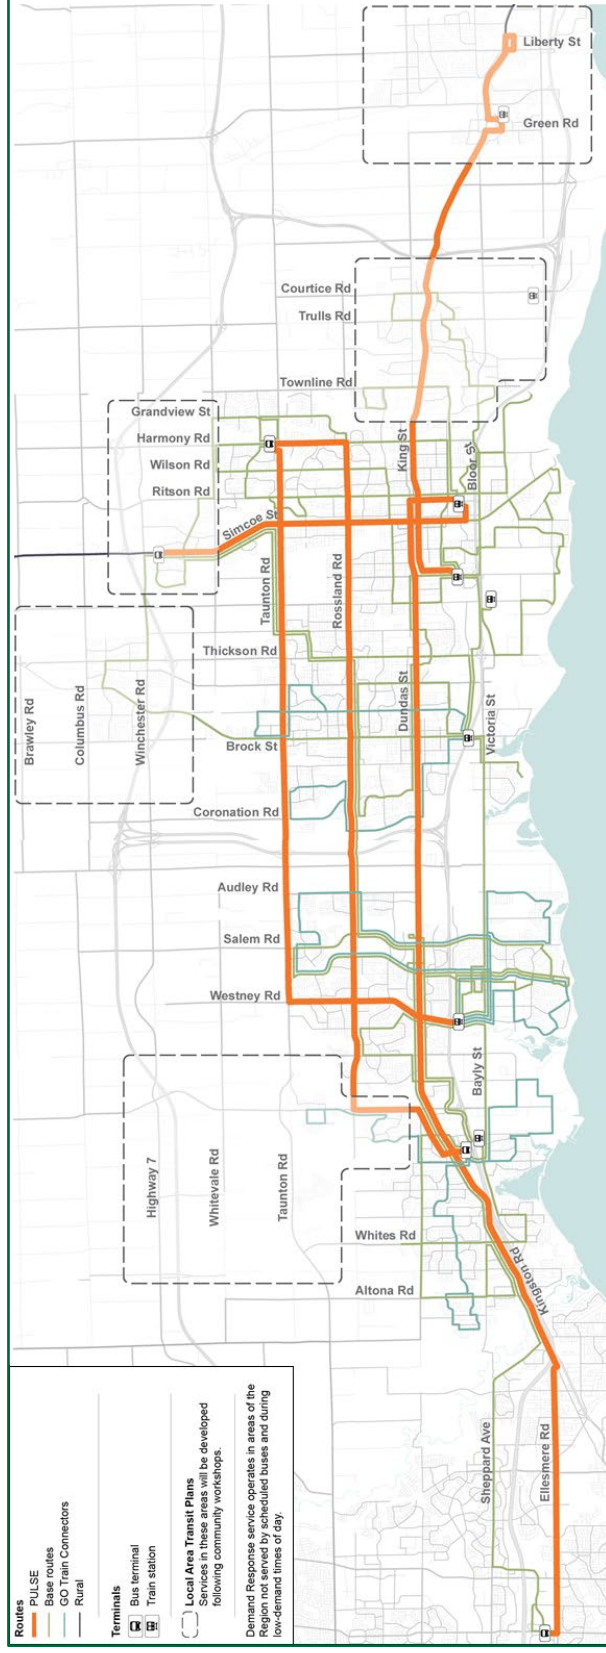 Liberty St
Green Rd
Courtice Rd
Trulls Rd
Townline Rd
Grandview St
Harmony Rd
Wilson Rd
Ritson Rd
Simcoe St
King St
Bloor St
Taunton Rd
Rossland Rd
Thickson Rd
Brawley Rd
Columbus Rd
Winchester Rd
Brock St
Dundas St
Victoria St
Coronation Rd
Audley Rd
Salem Rd
Westney Rd
Bayly St
Highway 7
Whitevale Rd
Taunton Rd
Whites Rd
Altona Rd
Kingston Rd
Sheppard Ave
Ellesmere Rd
Routes
PULSE
Base routes
GO Train Connectors
Rural
Terminals
Bus terminal
Train station
Local Area Transit Plans
Services in these areas will be developed
following community workshops.
Demand Response service operates in areas of the
Region not served by scheduled buses and during
low-demand times of day.